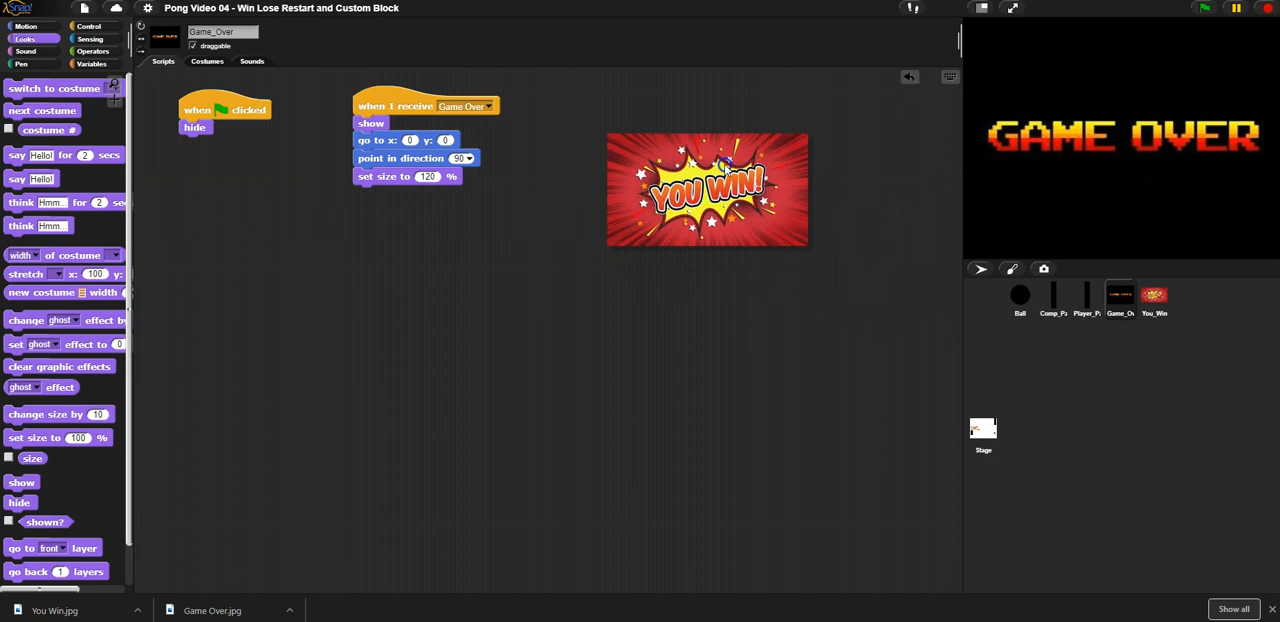 Snap!
Pong Video 04 - Win Lose Restart and Custom Block
Motion
Control
Looks
Sensing
Sound
Operators
Pen
Variables
Game_Over
draggable
Scripts
Costumes
Sounds
switch to costume
next costume
costume #
say Hello! for 2 secs
say Hello!
think Hmm... for 2 sec
think Hmm...
width of costume
stretch x: 100 y:
new costume width
change ghost effect by
set ghost effect to 0
clear graphic effects
ghost effect
change size by 10
set size to 100 %
size
show
hide
shown?
go to front layer
go back 1 layers
when clicked
hide
when I receive Game Over
show
go to x: 0 y: 0
point in direction 90
set size to 120 %
YOU WIN!
GAME OVER
Ball
Comp_Pa
Player_Pa
Game_Ov
You_Win
Stage
You Win.jpg
Game Over.jpg
Show all